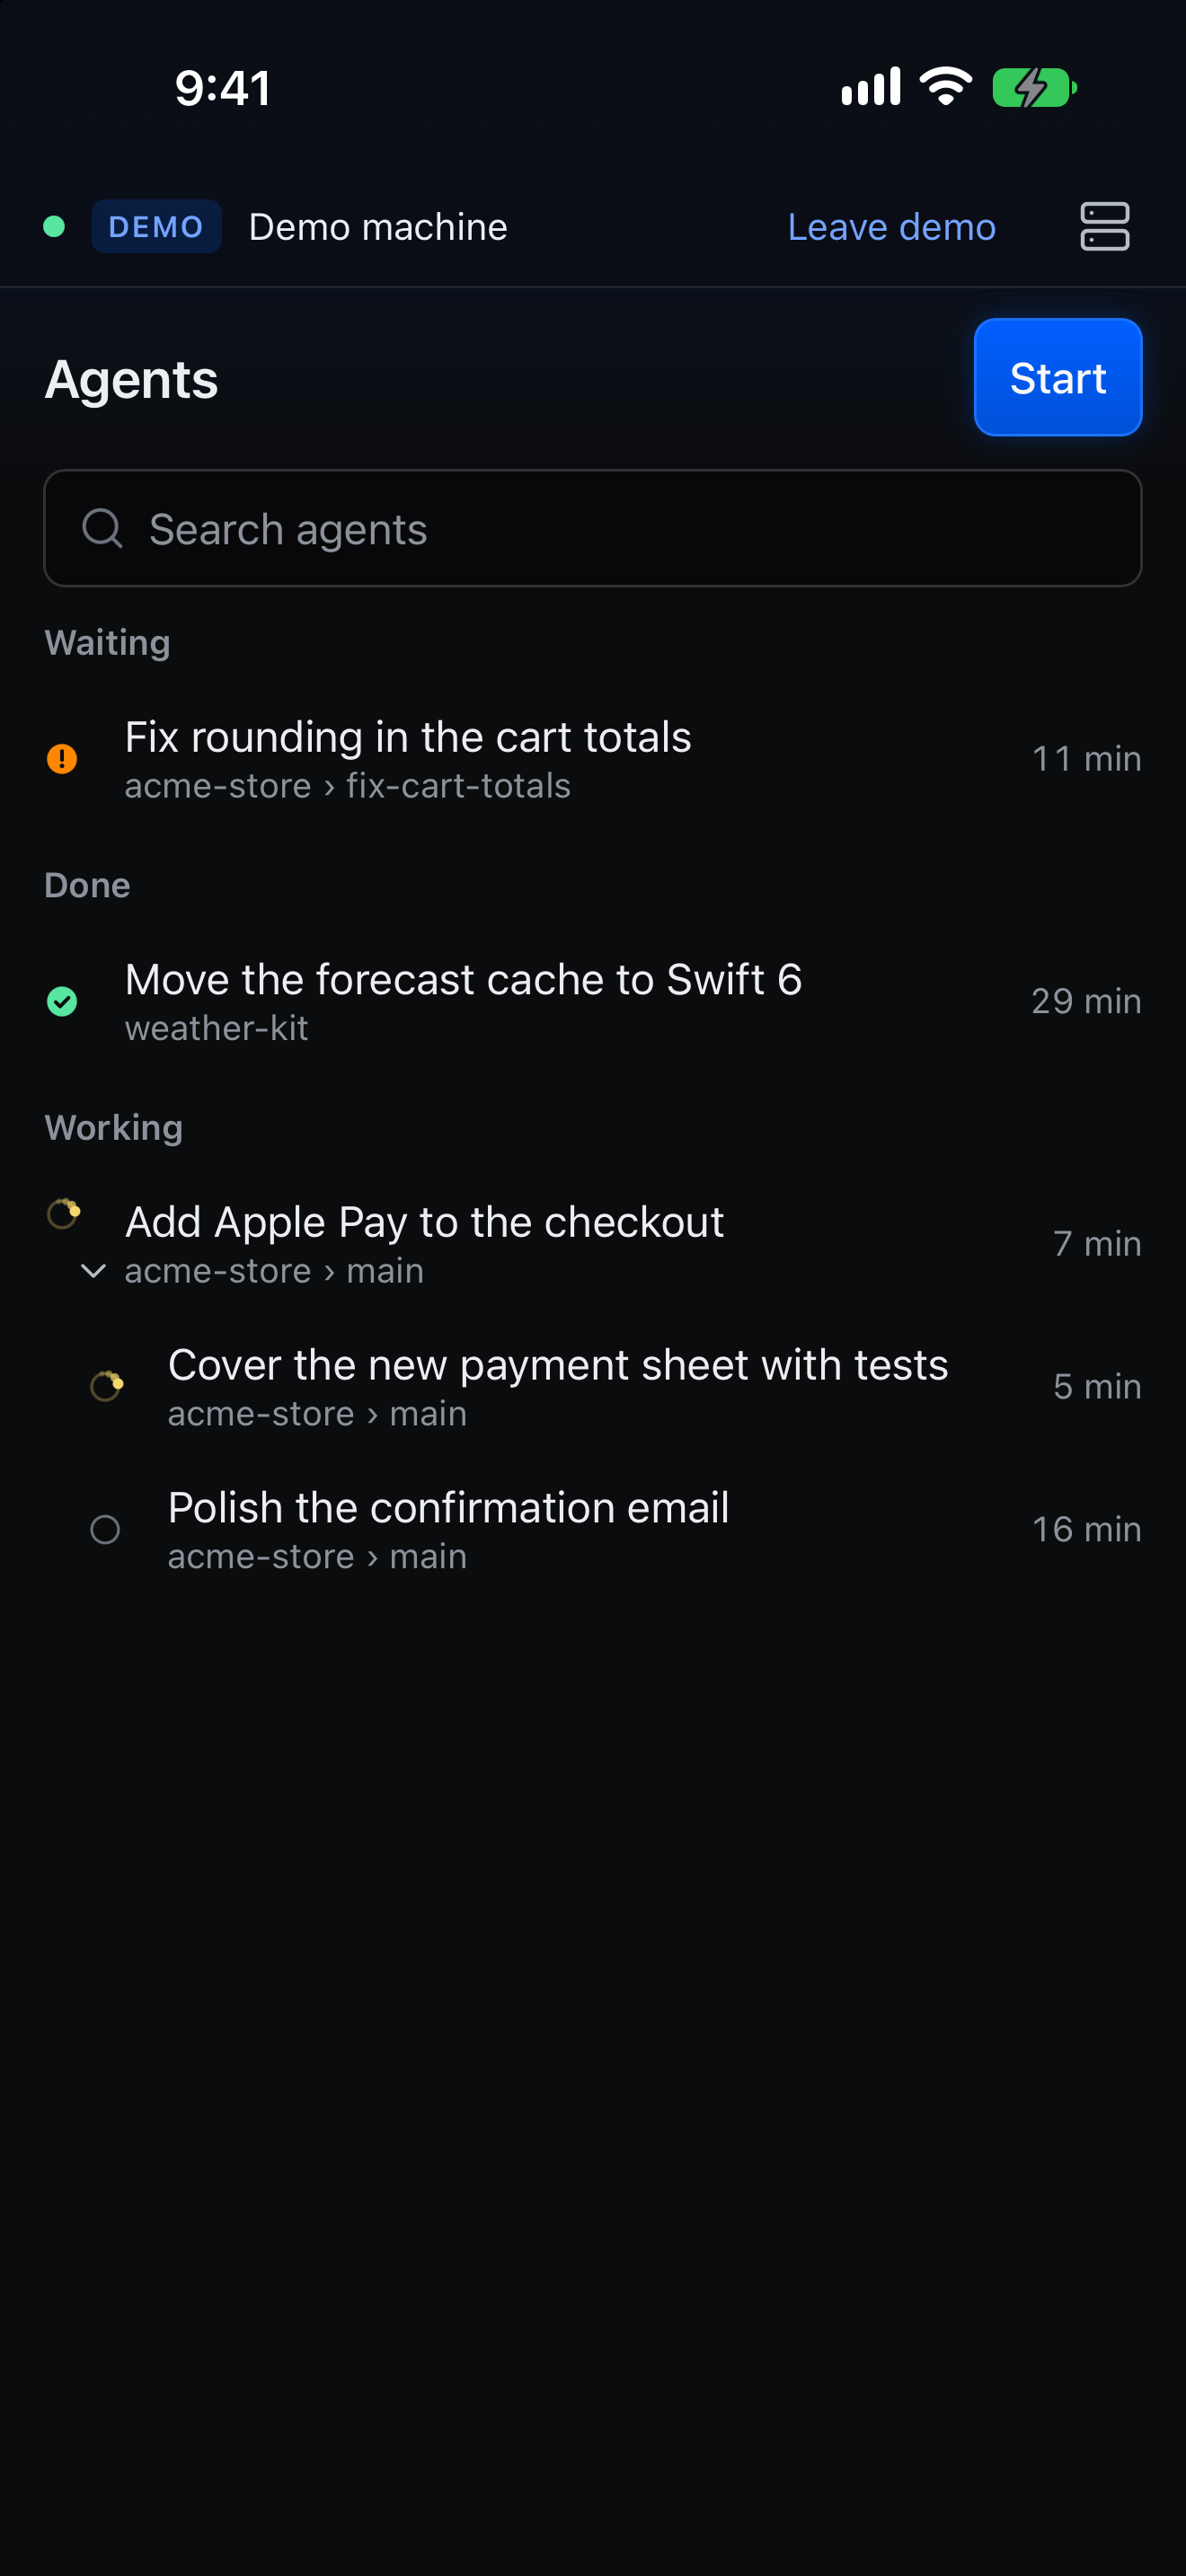 9:41
DEMO Demo machine Leave demo
Agents Start
Search agents
Waiting
Fix rounding in the cart totals 11 min
acme-store › fix-cart-totals
Done
Move the forecast cache to Swift 6 29 min
weather-kit
Working
Add Apple Pay to the checkout 7 min
acme-store › main
Cover the new payment sheet with tests 5 min
acme-store › main
Polish the confirmation email 16 min
acme-store › main